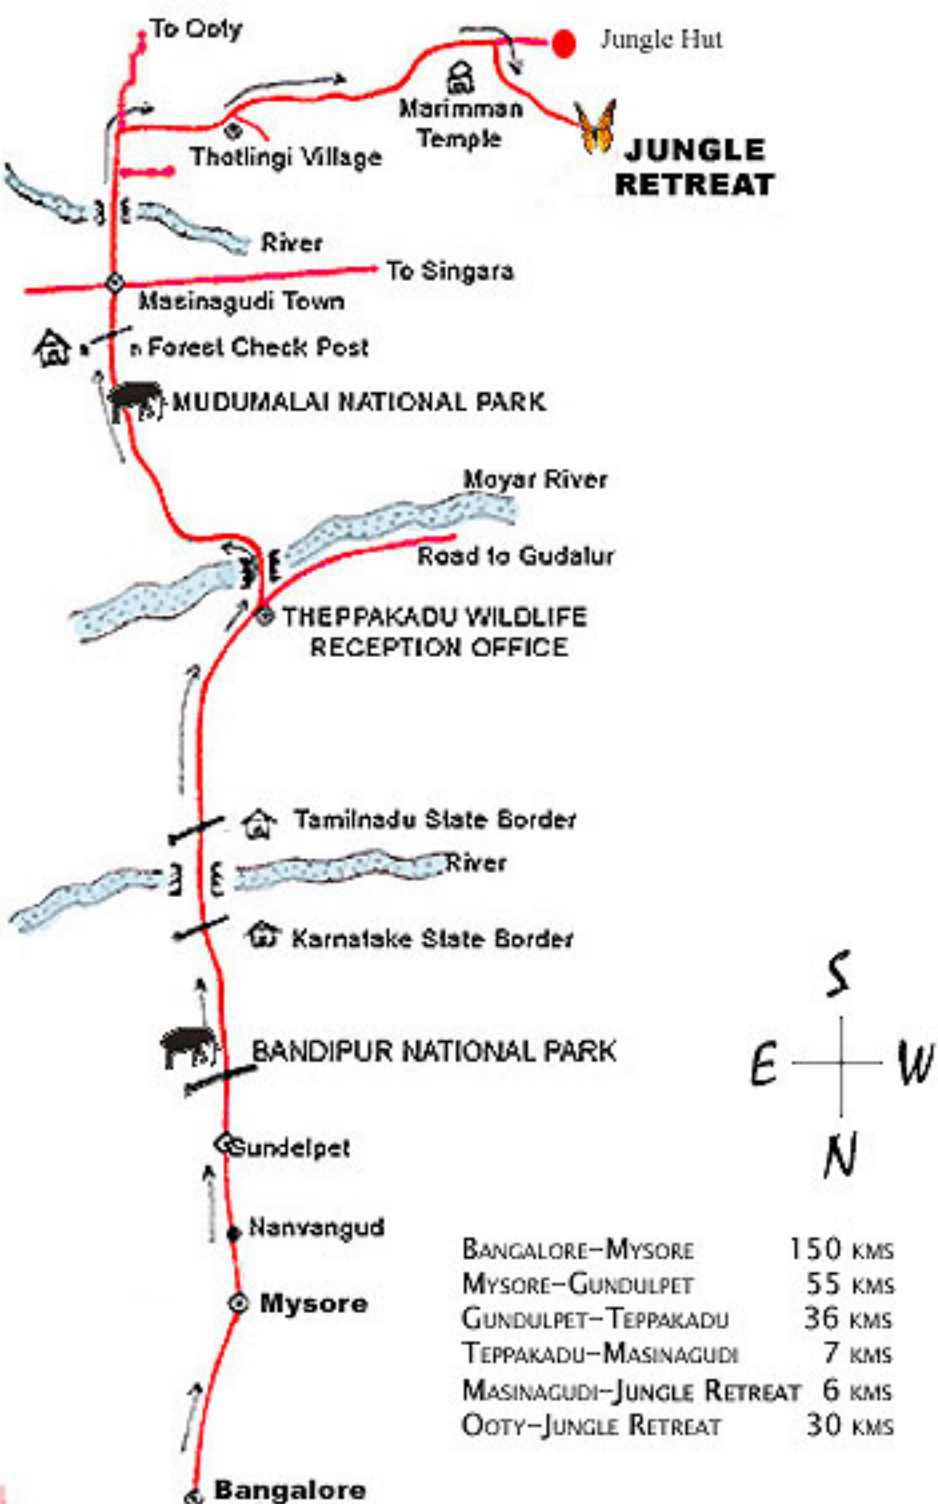 To Ooty
Jungle Hut
Marimman
Temple
Thotlingi Village
JUNGLE
RETREAT
River
To Singara
Masinagudi Town
Forest Check Post
MUDUMALAI NATIONAL PARK
Moyar River
Road to Gudalur
THEPPAKADU WILDLIFE
RECEPTION OFFICE
Tamilnadu State Border
River
Karnatake State Border
BANDIPUR NATIONAL PARK
S
E W
N
Gundelpet
Nanvangud
Mysore
Bangalore
BANGALORE-MYSORE 150 KMS
MYSORE-GUNDULPET 55 KMS
GUNDULPET-TEPPAKADU 36 KMS
TEPPAKADU-MASINAGUDI 7 KMS
MASINAGUDI-JUNGLE RETREAT 6 KMS
OOTY-JUNGLE RETREAT 30 KMS